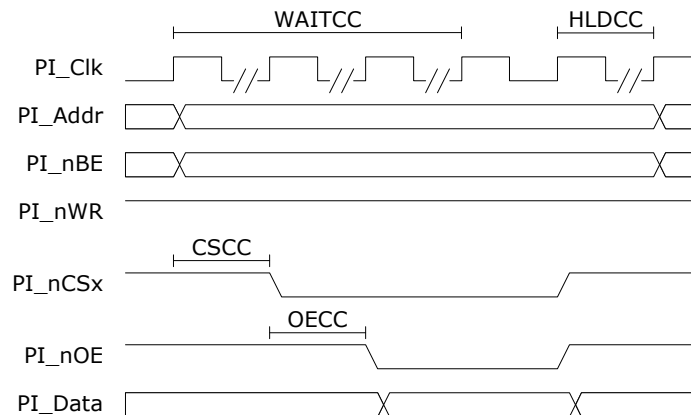 WAITCC HLDCC
PI_Clk
PI_Addr
PI_nBE
PI_nWR
CSCC
PI_nCSx
OECC
PI_nOE
PI_Data